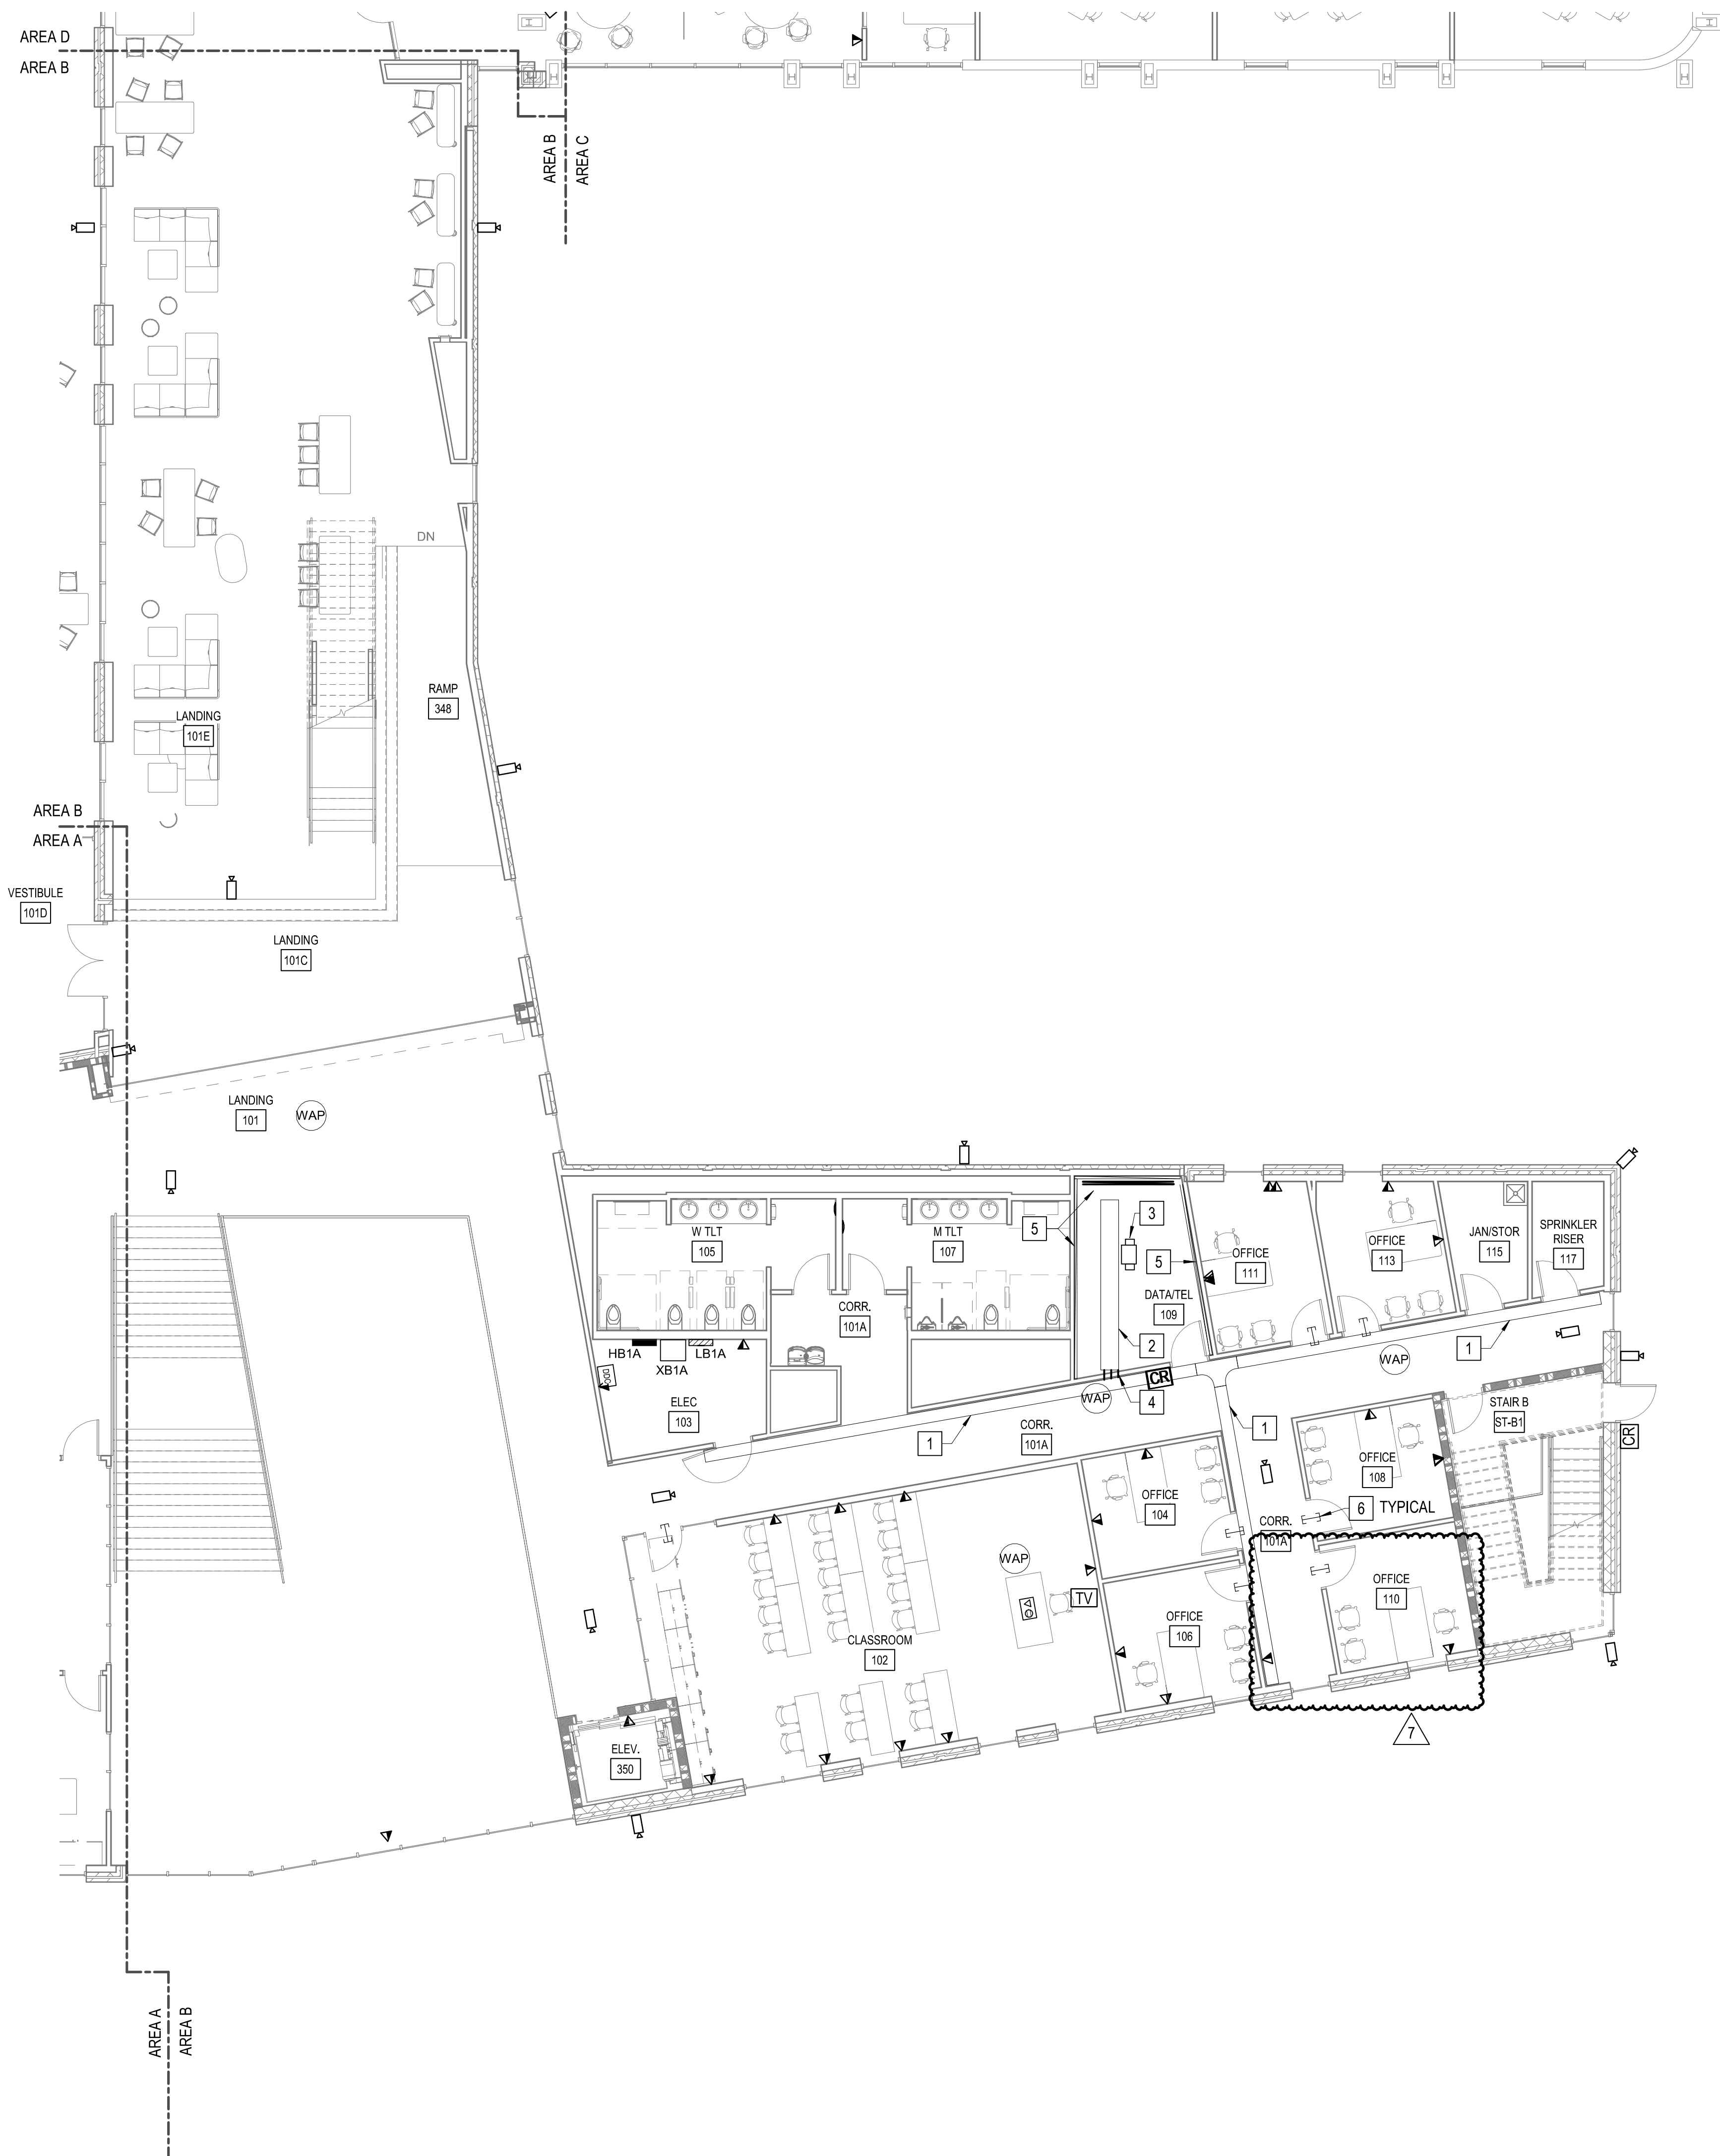 AREA D
AREA B
AREA B
AREA C
DN
RAMP
348
LANDING
101E
AREA B
AREA A
VESTIBULE
101D
LANDING
101C
LANDING
101
WAP
W TLT
105
M TLT
107
5
3
5
DATA/TEL
109
2
4
CR
OFFICE
111
OFFICE
113
JAN/STOR
115
SPRINKLER
RISER
117
CORR.
101A
HB1A
XB1A
LB1A
DDC
ELEC
103
WAP
WAP
1
1
CORR.
101A
1
STAIR B
ST-B1
CR
OFFICE
108
6 TYPICAL
OFFICE
104
CORR.
101A
WAP
TV
OFFICE
110
OFFICE
106
CLASSROOM
102
7
ELEV.
350
AREA A
AREA B